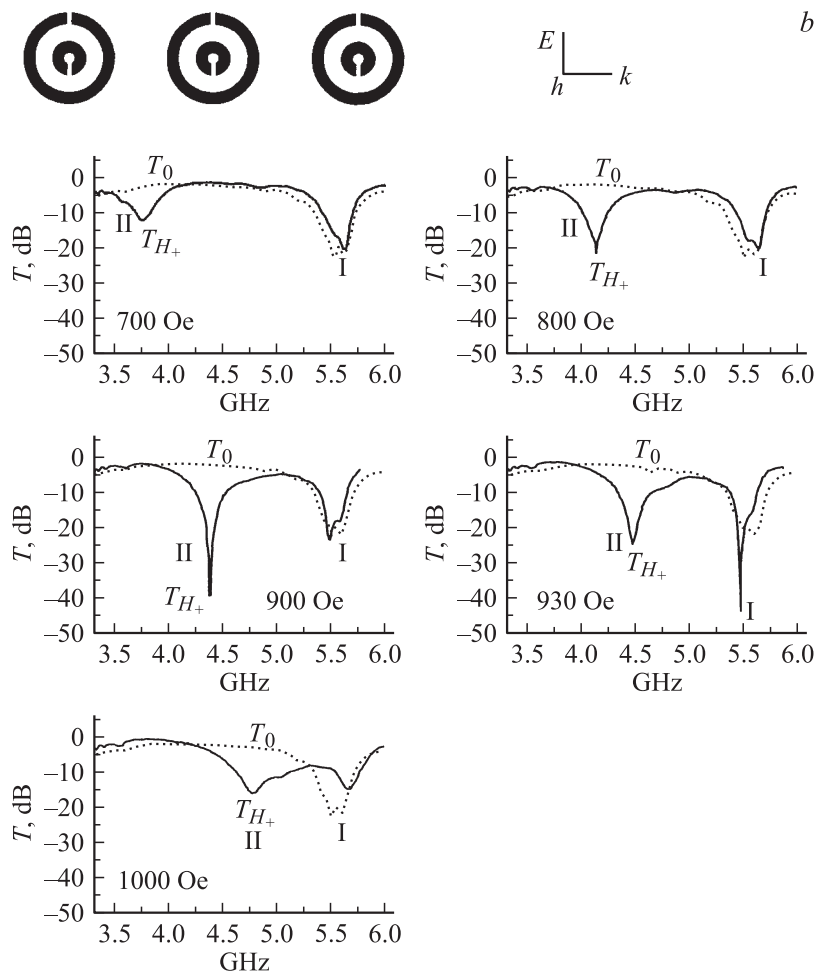 b
E
h k
T0
0
–10
–20
–30
–40
–50
T, dB
II
TH+
I
700 Oe
3.5 4.0 4.5 5.0 5.5 6.0
GHz
T0
0
–10
–20
–30
–40
–50
T, dB
II
TH+
I
800 Oe
3.5 4.0 4.5 5.0 5.5 6.0
GHz
T0
0
–10
–20
–30
–40
–50
T, dB
II
I
TH+
900 Oe
3.5 4.0 4.5 5.0 5.5 6.0
GHz
T0
0
–10
–20
–30
–40
–50
T, dB
II
TH+
930 Oe
I
3.5 4.0 4.5 5.0 5.5 6.0
GHz
T0
0
–10
–20
–30
–40
–50
T, dB
TH+
II
I
1000 Oe
3.5 4.0 4.5 5.0 5.5 6.0
GHz